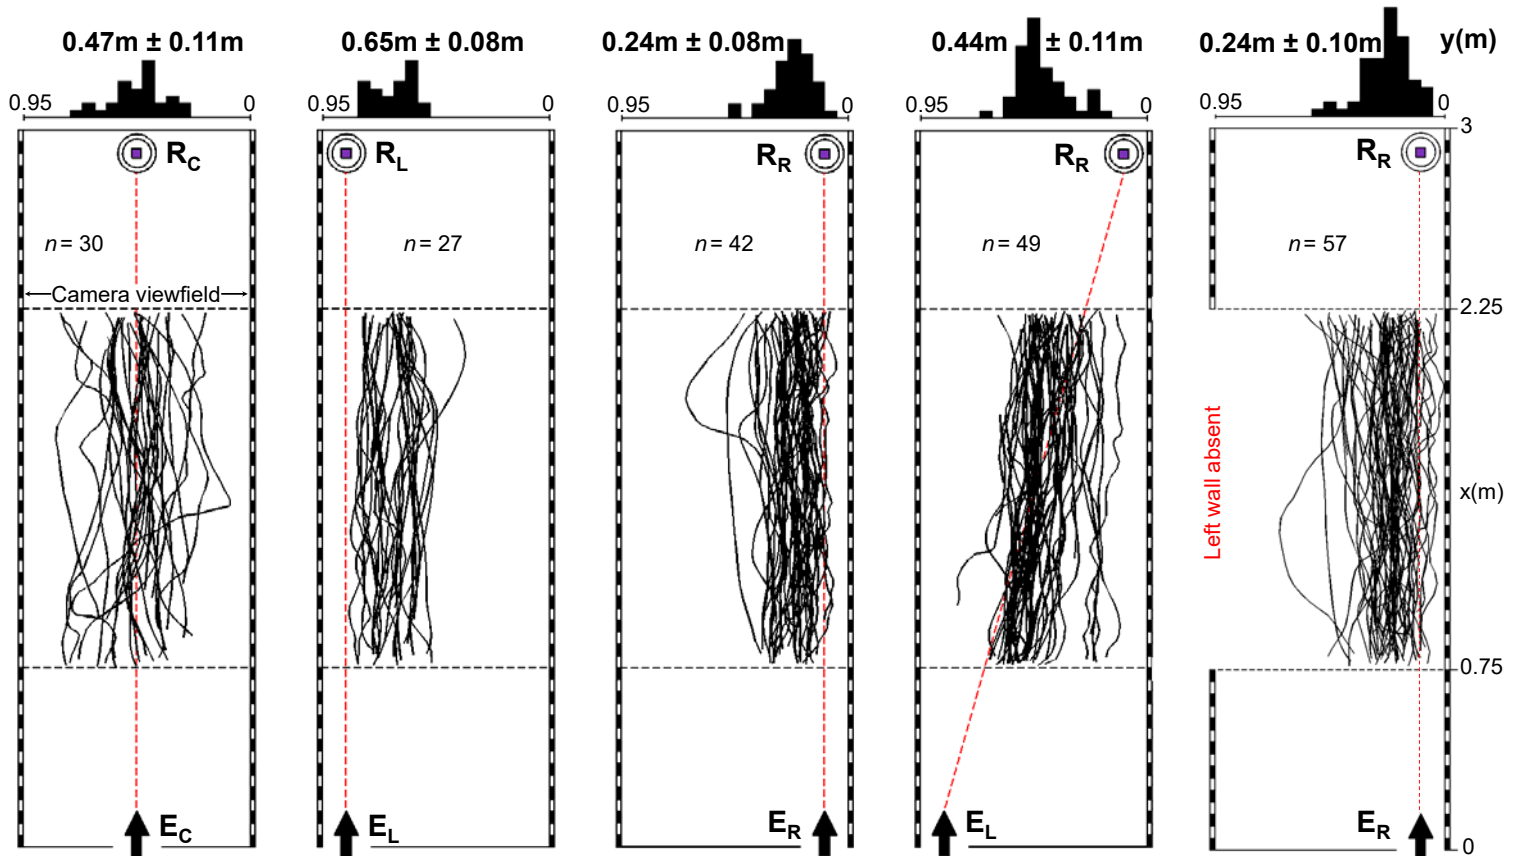 0.47m ± 0.11m
0.65m ± 0.08m
0.24m ± 0.08m
0.44m ± 0.11m
0.24m ± 0.10m
y(m)
0.95 0
0.95 0
0.95 0
0.95 0
0.95 0
3
R_C
R_L
R_R
R_R
R_R
n = 30
n = 27
n = 42
n = 49
n = 57
Camera viewfield
2.25
Left wall absent
x(m)
0.75
E_C
E_L
E_R
E_L
E_R
0